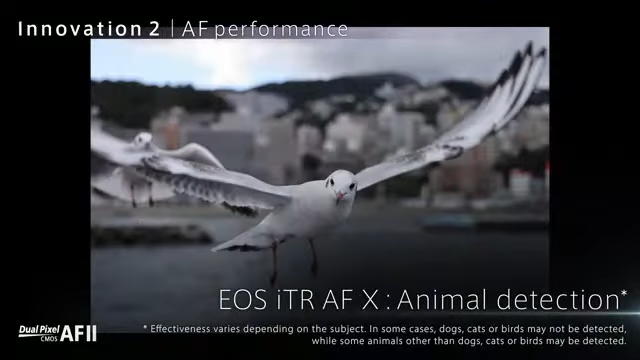 Innovation 2 | AF performance
EOS iTR AF X : Animal detection*
Dual Pixel
CMOS AF II
* Effectiveness varies depending on the subject. In some cases, dogs, cats or birds may not be detected,
while some animals other than dogs, cats or birds may be detected.